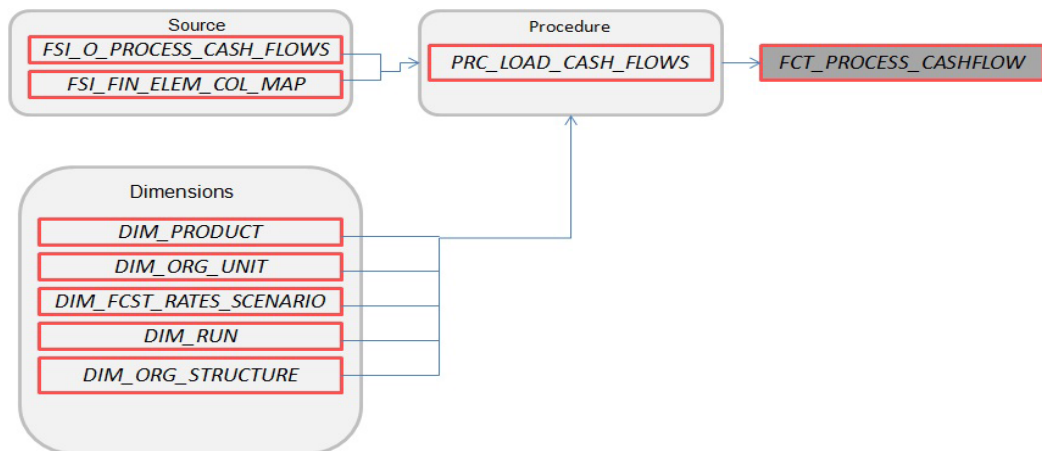 Source
FSI_O_PROCESS_CASH_FLOWS
FSI_FIN_ELEM_COL_MAP
Procedure
PRC_LOAD_CASH_FLOWS
FCT_PROCESS_CASHFLOW
Dimensions
DIM_PRODUCT
DIM_ORG_UNIT
DIM_FCST_RATES_SCENARIO
DIM_RUN
DIM_ORG_STRUCTURE